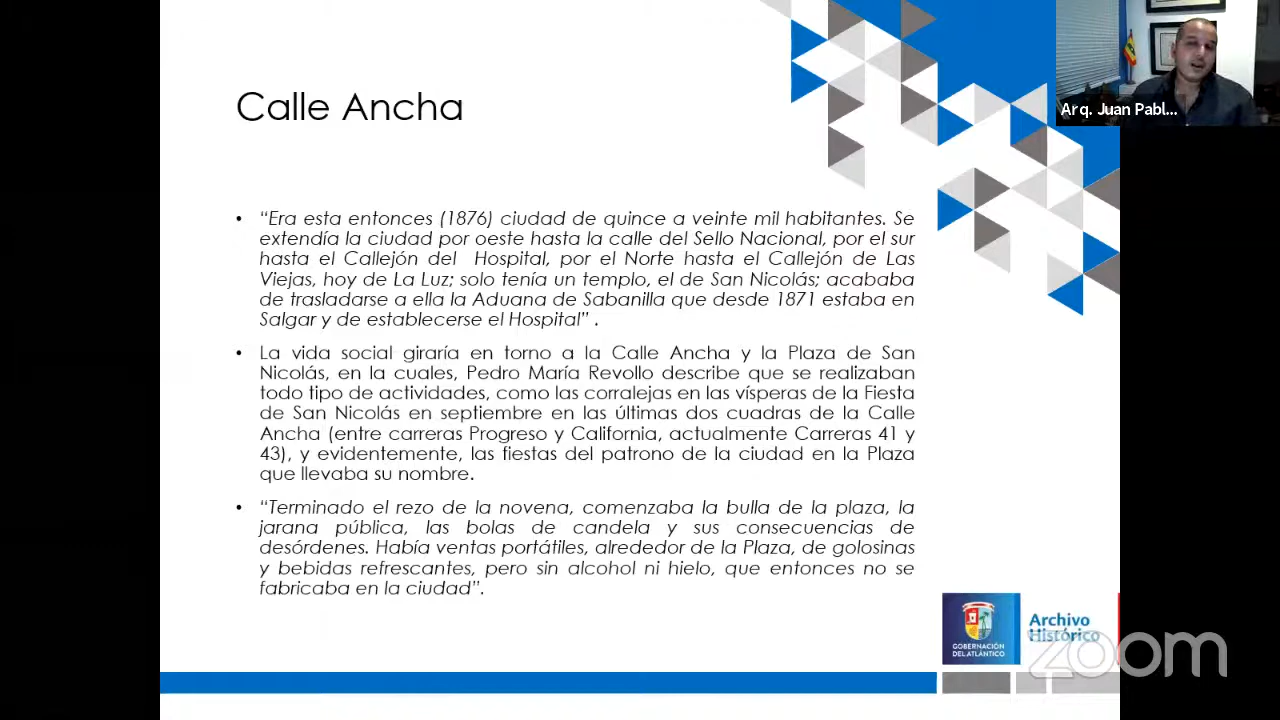 Calle Ancha
Arq. Juan Pabl...
• “Era esta entonces (1876) ciudad de quince a veinte mil habitantes. Se
extendía la ciudad por oeste hasta la calle del Sello Nacional, por el sur
hasta el Callejón del Hospital, por el Norte hasta el Callejón de Las
Viejas, hoy de La Luz; solo tenía un templo, el de San Nicolás; acababa
de trasladarse a ella la Aduana de Sabanilla que desde 1871 estaba en
Salgar y de establecerse el Hospital” .
• La vida social giraría en torno a la Calle Ancha y la Plaza de San
Nicolás, en la cuales, Pedro María Revollo describe que se realizaban
todo tipo de actividades, como las corralejas en las vísperas de la Fiesta
de San Nicolás en septiembre en las últimas dos cuadras de la Calle
Ancha (entre carreras Progreso y California, actualmente Carreras 41 y
43), y evidentemente, las fiestas del patrono de la ciudad en la Plaza
que llevaba su nombre.
• “Terminado el rezo de la novena, comenzaba la bulla de la plaza, la
jarana pública, las bolas de candela y sus consecuencias de
desórdenes. Había ventas portátiles, alrededor de la Plaza, de golosinas
y bebidas refrescantes, pero sin alcohol ni hielo, que entonces no se
fabricaba en la ciudad”.
GOBERNACIÓN
DEL ATLÁNTICO
Archivo
Histórico
zoom